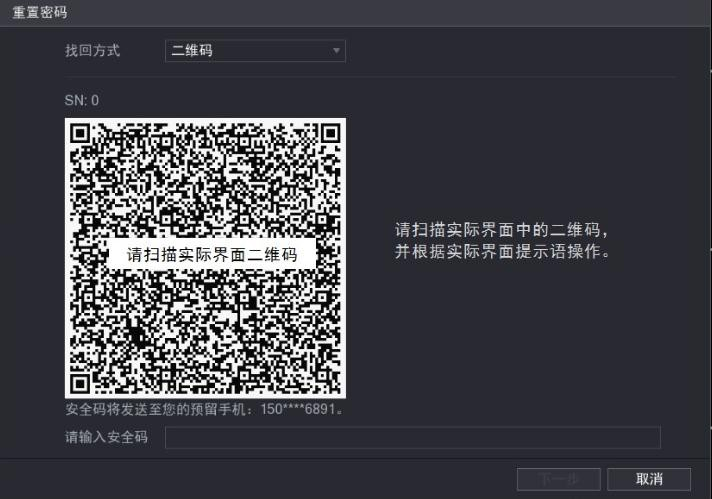 重置密码
找回方式
二维码
SN: 0
请扫描实际界面二维码
请扫描实际界面中的二维码，
并根据实际界面提示语操作。
安全码将发送至您的预留手机：150****6891。
请输入安全码
下一步
取消